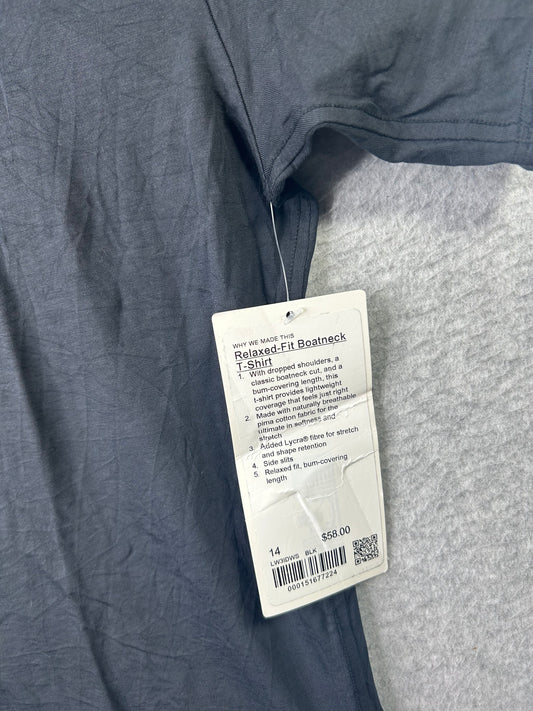 WHY WE MADE THIS
Relaxed-Fit Boatneck
T-Shirt
1. With dropped shoulders, a
classic boatneck cut, and a
bum-covering length, this
t-shirt provides lightweight
coverage that feels just right
2. Made with naturally breathable
pima cotton fabric for the
ultimate in softness and
stretch
3. Added Lycra® fibre for stretch
and shape retention
4. Side slits
5. Relaxed fit, bum-covering
length
14 $58.00
LW3IDWS BLK
000151677224